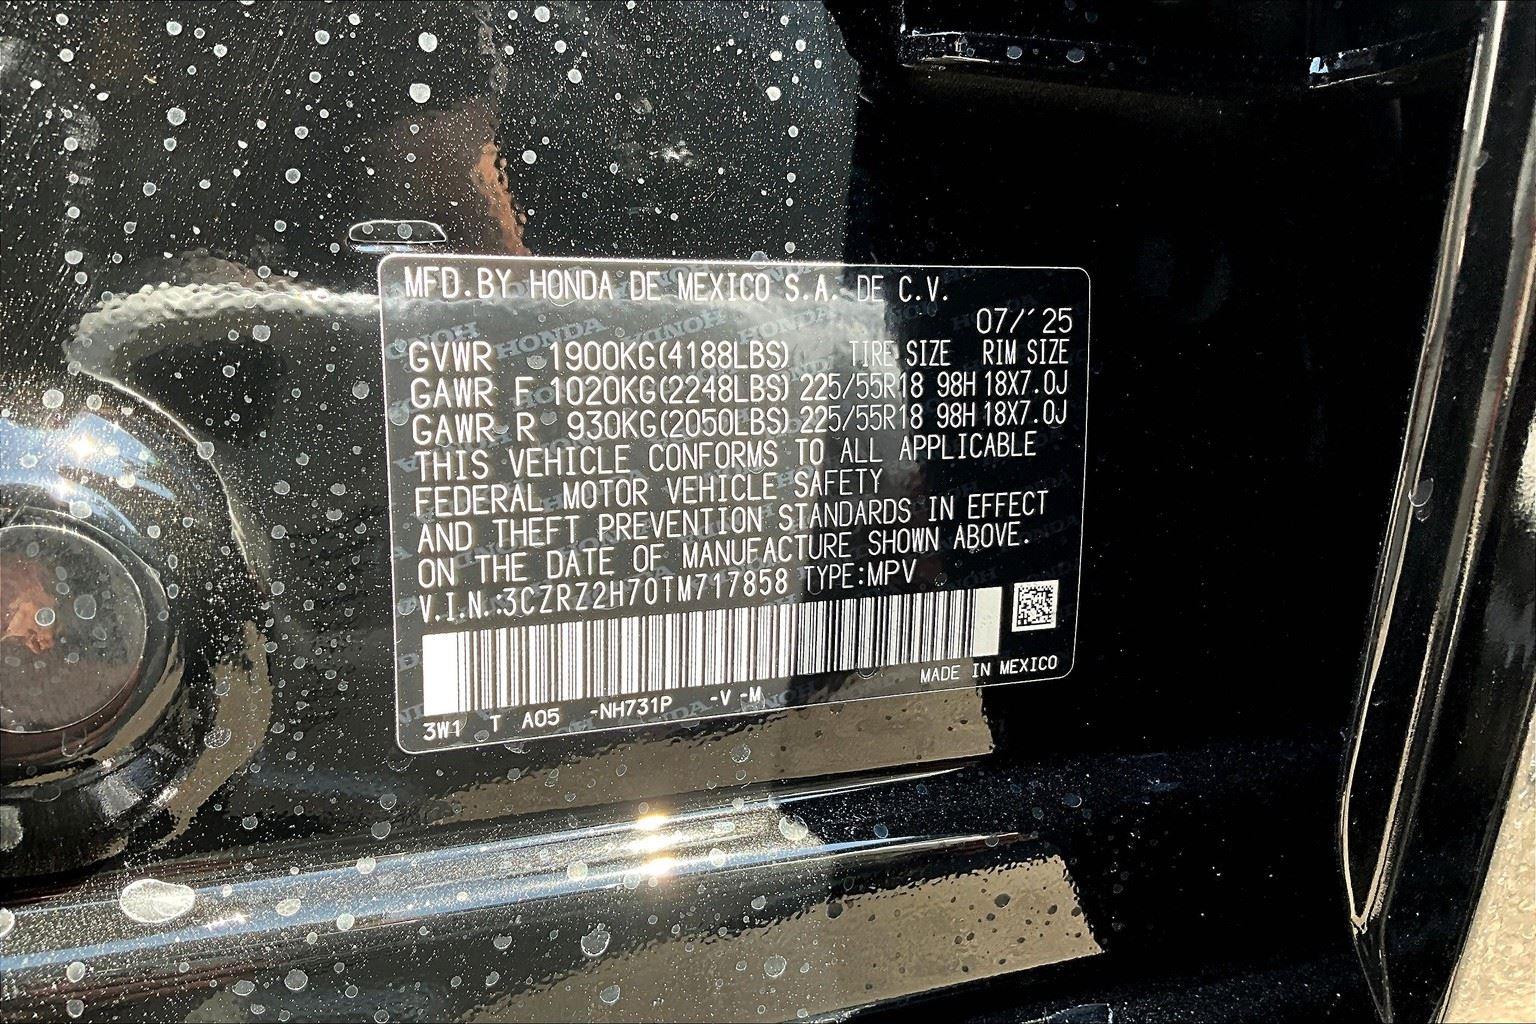 MFD.BY HONDA DE MEXICO S.A. DE C.V.
07/´25
GVWR 1900KG(4188LBS) TIRE SIZE RIM SIZE
GAWR F 1020KG(2248LBS) 225/55R18 98H 18X7.0J
GAWR R 930KG(2050LBS) 225/55R18 98H 18X7.0J
THIS VEHICLE CONFORMS TO ALL APPLICABLE
FEDERAL MOTOR VEHICLE SAFETY
AND THEFT PREVENTION STANDARDS IN EFFECT
ON THE DATE OF MANUFACTURE SHOWN ABOVE.
V.I.N.:3CZRZ2H70TM717858 TYPE:MPV
MADE IN MEXICO
3W1 T A05 -NH731P -V -M